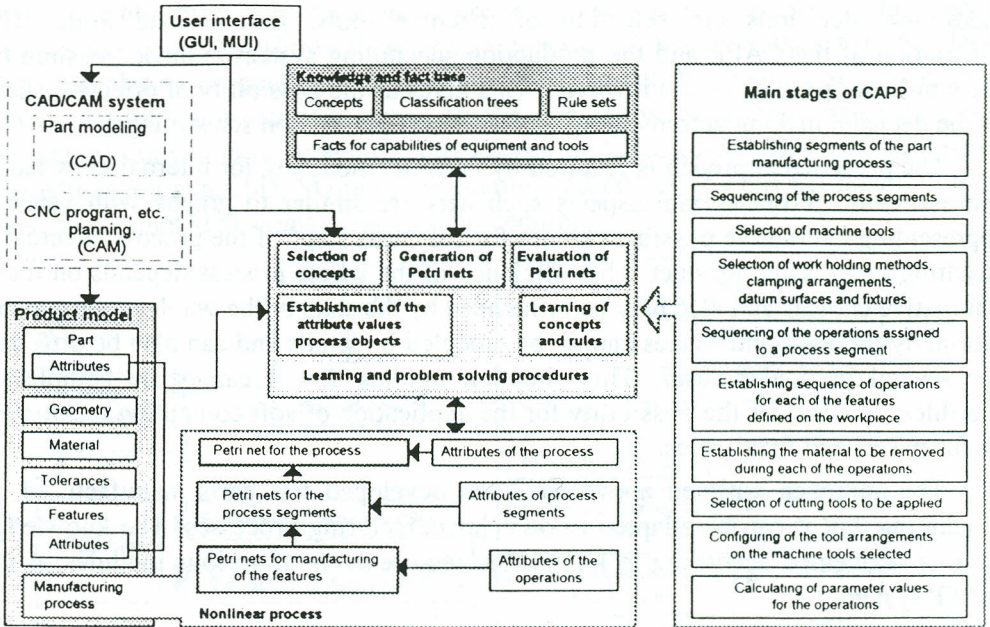 User interface
(GUI, MUI)
CAD/CAM system
Part modeling
(CAD)
CNC program, etc.
planning.
(CAM)
Product model
Part
Attributes
Geometry
Material
Tolerances
Features
Attributes
Manufacturing
process
Knowledge and fact base
Concepts
Classification trees
Rule sets
Facts for capabilities of equipment and tools
Selection of
concepts
Generation of
Petri nets
Evaluation of
Petri nets
Establishment of the
attribute values
process objects
Learning of
concepts
and rules
Learning and problem solving procedures
Petri net for the process
Attributes of the process
Petri nets for the
process segments
Attributes of process
segments
Petri nets for manufacturing
of the features
Attributes of the
operations
Nonlinear process
Main stages of CAPP
Establishing segments of the part
manufacturing process
Sequencing of the process segments
Selection of machine tools
Selection of work holding methods,
clamping arrangements,
datum surfaces and fixtures
Sequencing of the operations assigned
to a process segment
Establishing sequence of operations
for each of the features
defined on the workpiece
Establishing the material to be removed
during each of the operations
Selection of cutting tools to be applied
Configuring of the tool arrangements
on the machine tools selected
Calculating of parameter values
for the operations